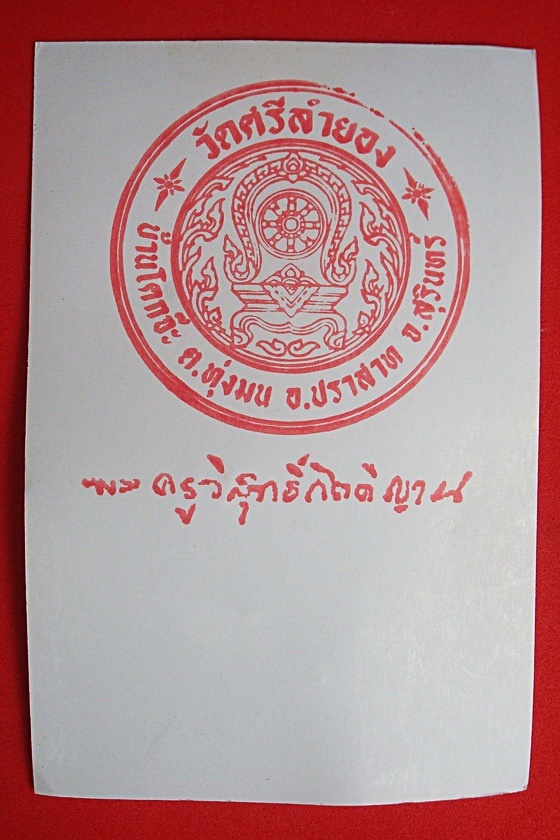 วัดศรีลำยอง
บ้านโคกจ๊ะ ต.ทุ่งมน อ.ปราสาท จ.สุรินทร์
พระครูวิสุทธิ์กิตติญาณ